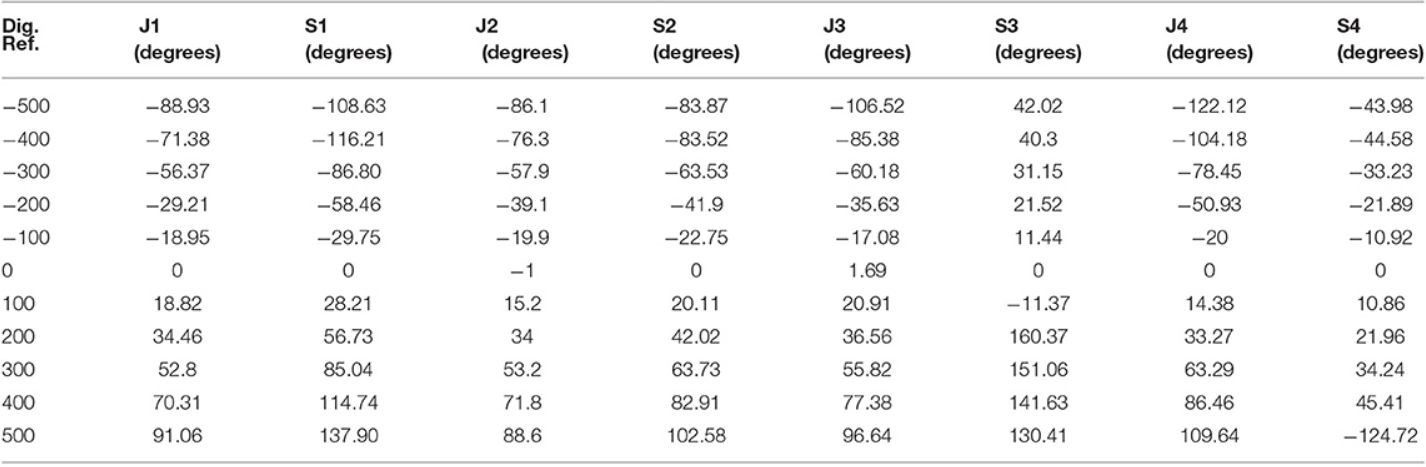 Dig. Ref. J1 (degrees) S1 (degrees) J2 (degrees) S2 (degrees) J3 (degrees) S3 (degrees) J4 (degrees) S4 (degrees)
−500 −88.93 −108.63 −86.1 −83.87 −106.52 42.02 −122.12 −43.98
−400 −71.38 −116.21 −76.3 −83.52 −85.38 40.3 −104.18 −44.58
−300 −56.37 −86.80 −57.9 −63.53 −60.18 31.15 −78.45 −33.23
−200 −29.21 −58.46 −39.1 −41.9 −35.63 21.52 −50.93 −21.89
−100 −18.95 −29.75 −19.9 −22.75 −17.08 11.44 −20 −10.92
0 0 0 −1 0 1.69 0 0 0
100 18.82 28.21 15.2 20.11 20.91 −11.37 14.38 10.86
200 34.46 56.73 34 42.02 36.56 160.37 33.27 21.96
300 52.8 85.04 53.2 63.73 55.82 151.06 63.29 34.24
400 70.31 114.74 71.8 82.91 77.38 141.63 86.46 45.41
500 91.06 137.90 88.6 102.58 96.64 130.41 109.64 −124.72